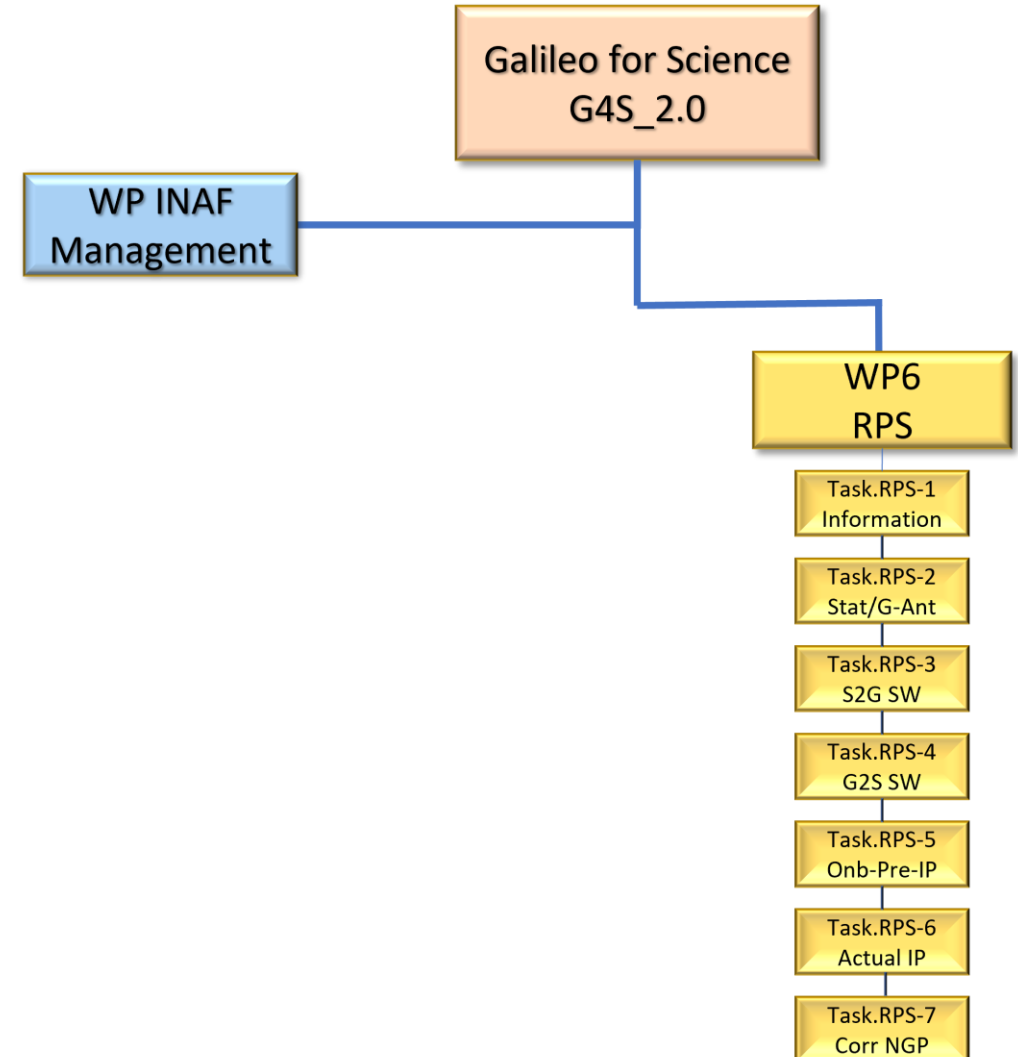 Galileo for Science
G4S_2.0
WP INAF
Management
WP6
RPS
Task.RPS-1
Information
Task.RPS-2
Stat/G-Ant
Task.RPS-3
S2G SW
Task.RPS-4
G2S SW
Task.RPS-5
Onb-Pre-IP
Task.RPS-6
Actual IP
Task.RPS-7
Corr NGP